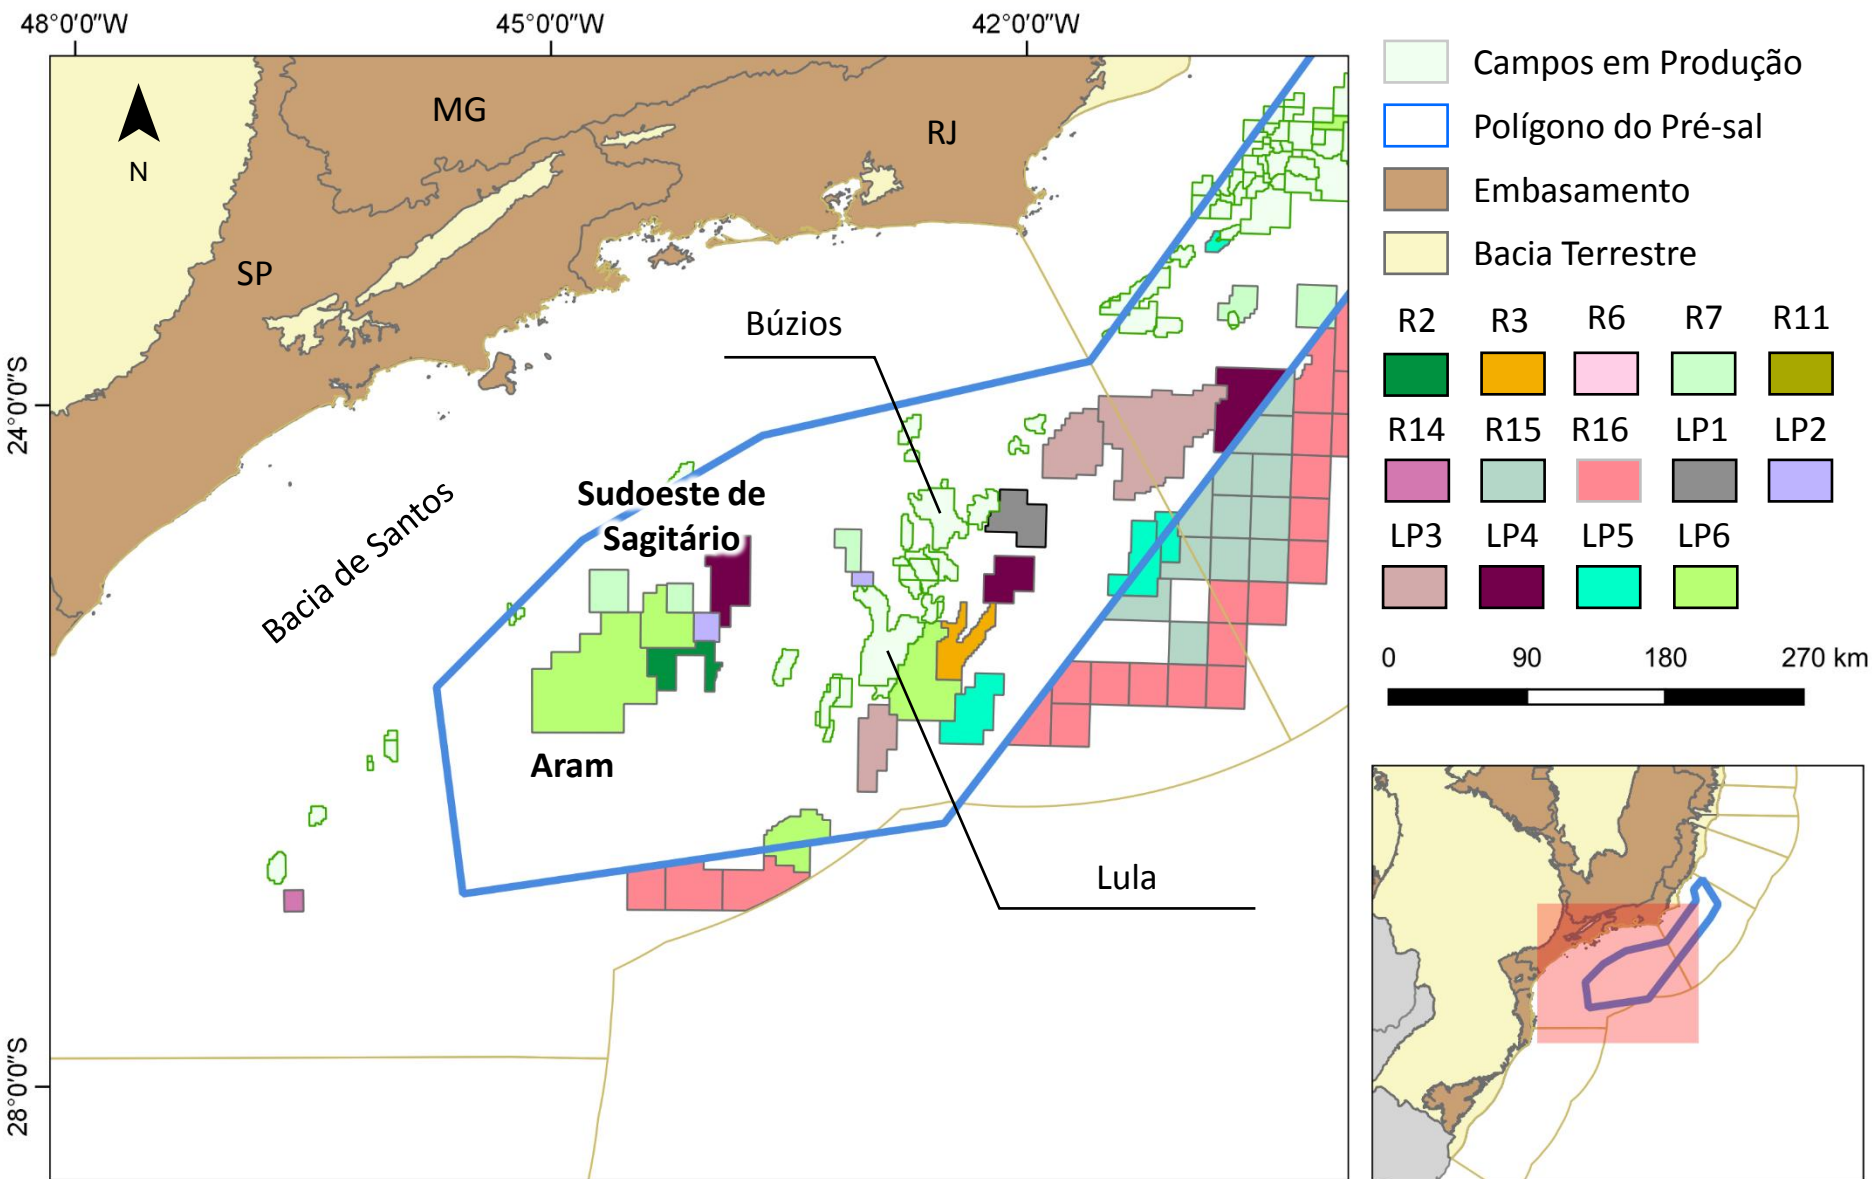 48°0'0"W
45°0'0"W
42°0'0"W
24°0'0"S
28°0'0"S
N
MG
RJ
SP
Búzios
Sudoeste de
Sagitário
Bacia de Santos
Aram
Lula
Campos em Produção
Polígono do Pré-sal
Embasamento
Bacia Terrestre
R2 R3 R6 R7 R11
R14 R15 R16 LP1 LP2
LP3 LP4 LP5 LP6
0 90 180 270 km